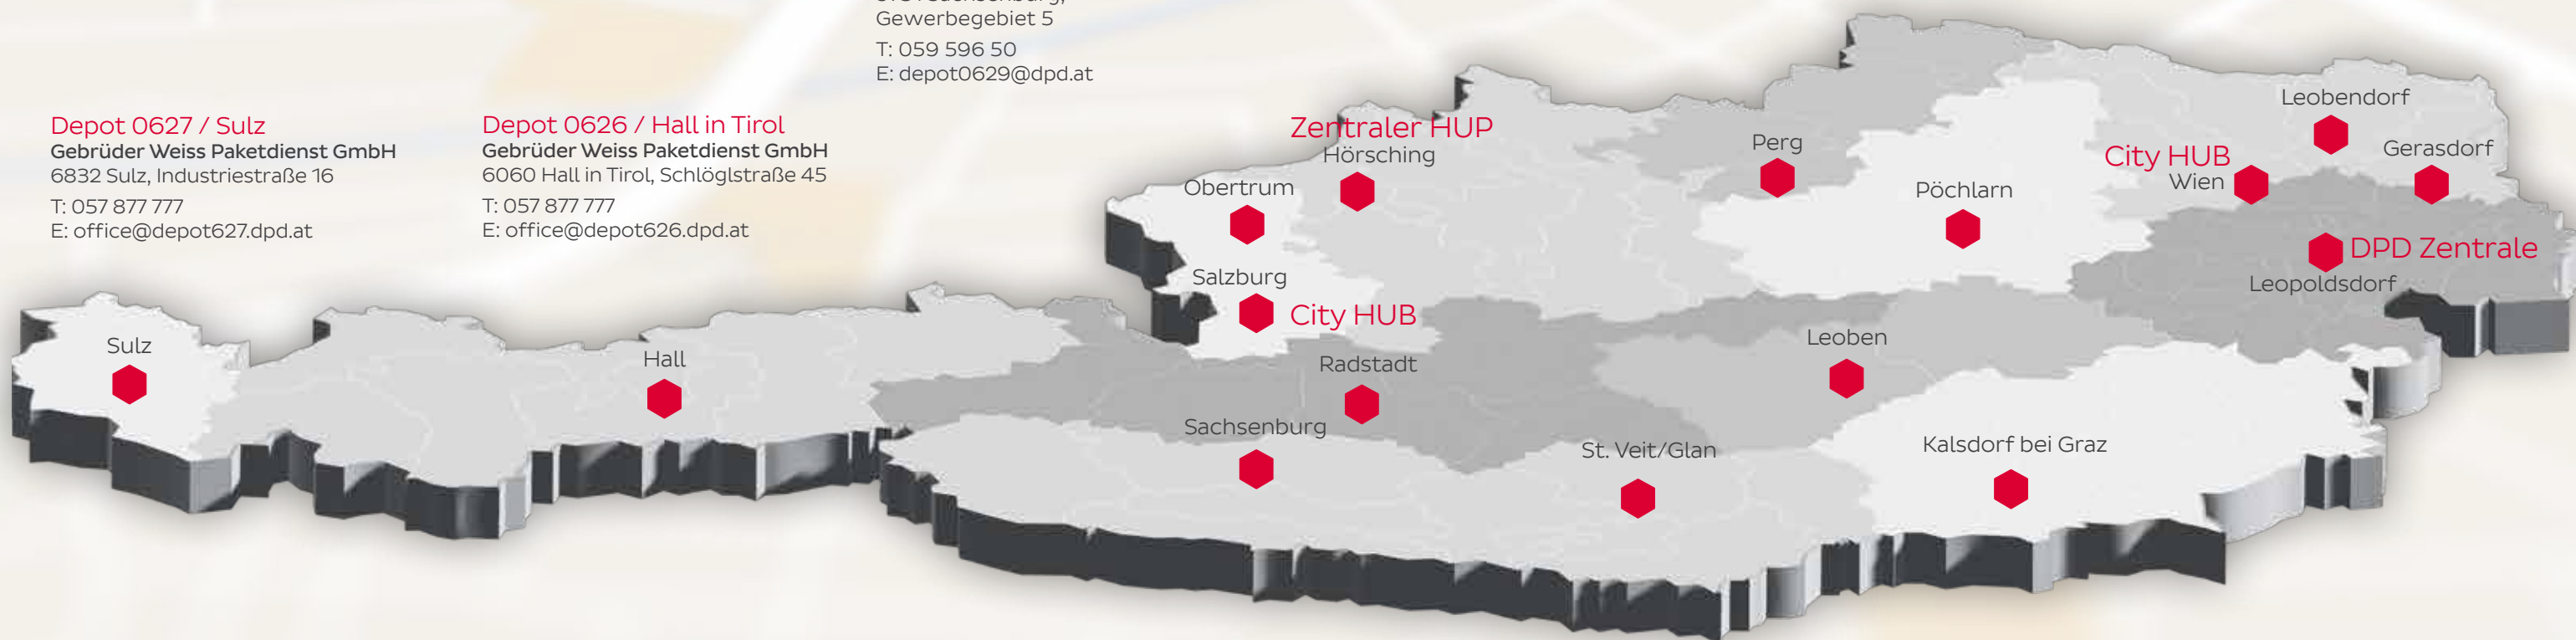 Gewerbegebiet 5
T: 059 596 50
E: depot0629@dpd.at
Depot 0627 / Sulz
Gebrüder Weiss Paketdienst GmbH
6832 Sulz, Industriestraße 16
T: 057 877 777
E: office@depot627.dpd.at
Depot 0626 / Hall in Tirol
Gebrüder Weiss Paketdienst GmbH
6060 Hall in Tirol, Schlöglstraße 45
T: 057 877 777
E: office@depot626.dpd.at
Leobendorf
Zentraler HUP
Hörsching
Perg
City HUB
Wien
Gerasdorf
Obertrum
Pöchlarn
DPD Zentrale
Leopoldsdorf
Salzburg
City HUB
Sulz
Hall
Radstadt
Leoben
Sachsenburg
St. Veit/Glan
Kalsdorf bei Graz